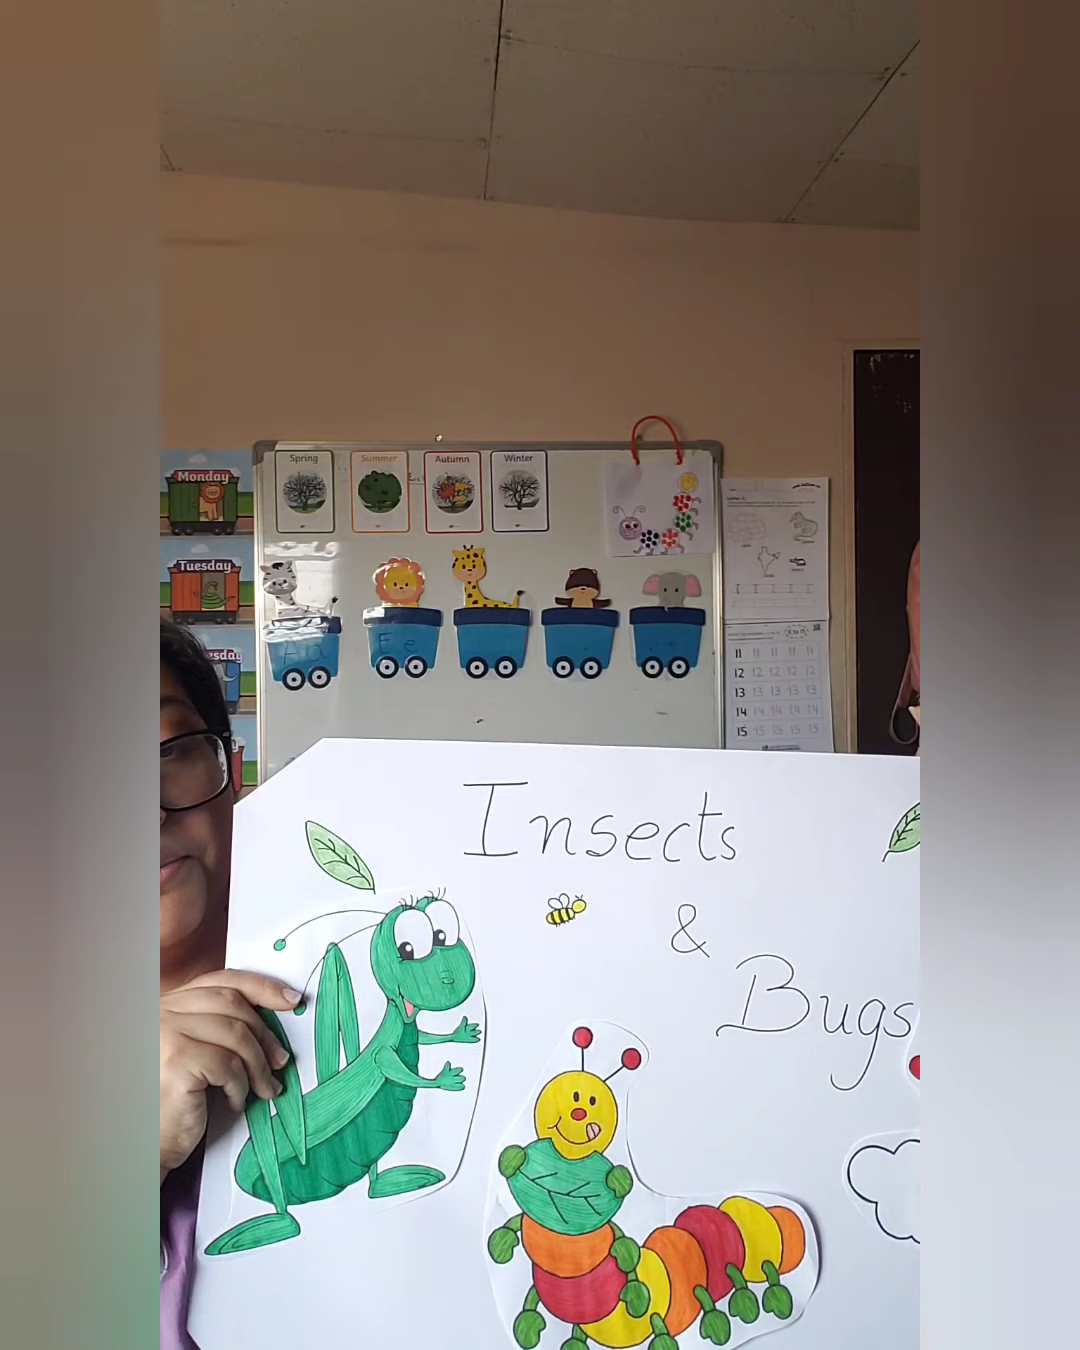 Spring
Summer
Autumn
Winter
Monday
Tuesday
esday
A a
E e
11 11 11 11 11
12 12 12 12 12
13 13 13 13 13
14 14 14 14 14
15 15 15 15 15
Insects
&
Bugs